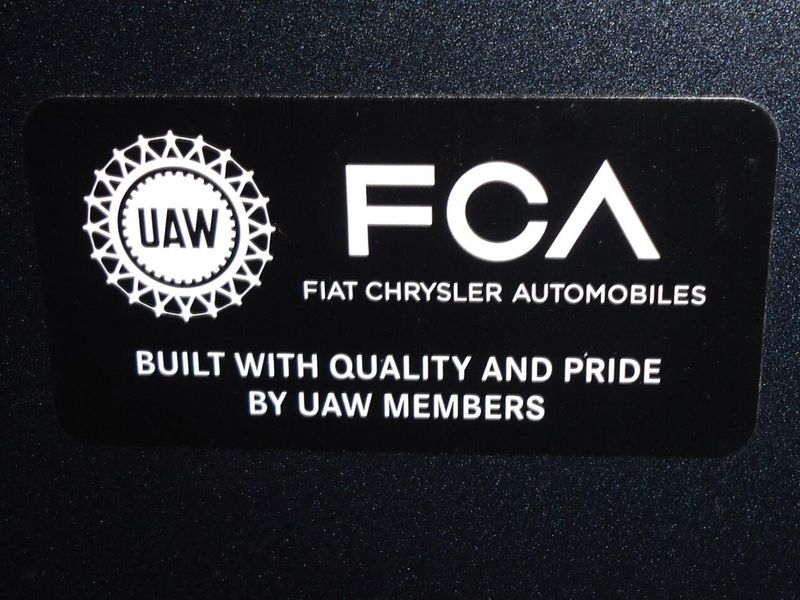 UAW
FCA
FIAT CHRYSLER AUTOMOBILES
BUILT WITH QUALITY AND PRIDE
BY UAW MEMBERS